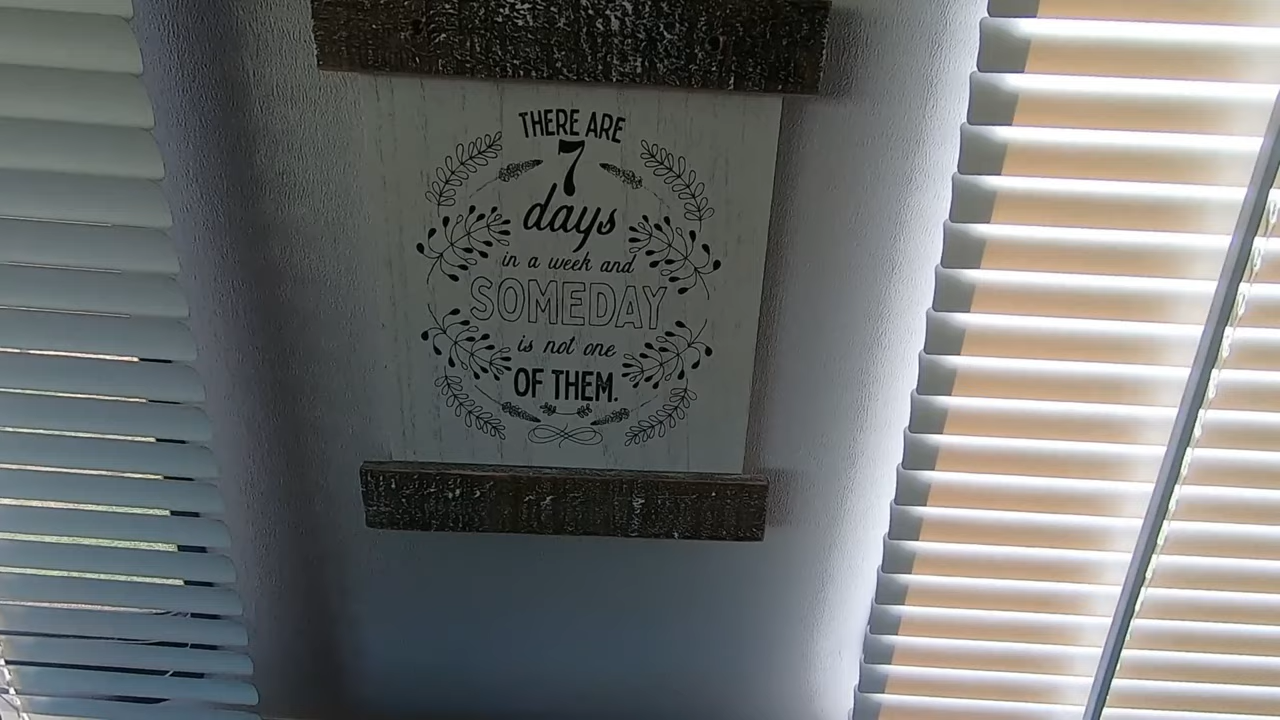 THERE ARE
7
days
in a week and
SOMEDAY
is not one
OF THEM.